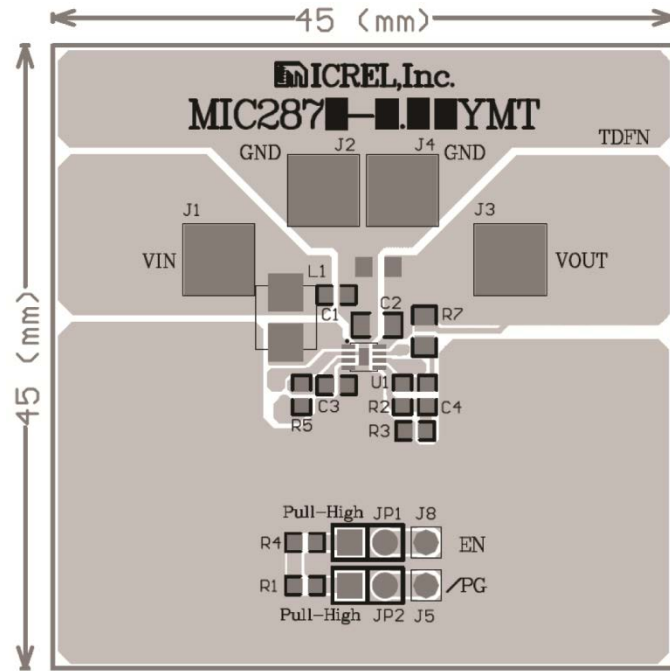 45 (mm)
MICREL,Inc.
MIC287█-█.██YMT
TDFN
GND J2 J4 GND
J1 J3
VIN VOUT
L1
C1 C2 R7
U1
C3 R2 C4
R5 R3
45 (mm)
Pull-High JP1 J8
R4 EN
R1 /PG
Pull-High JP2 J5